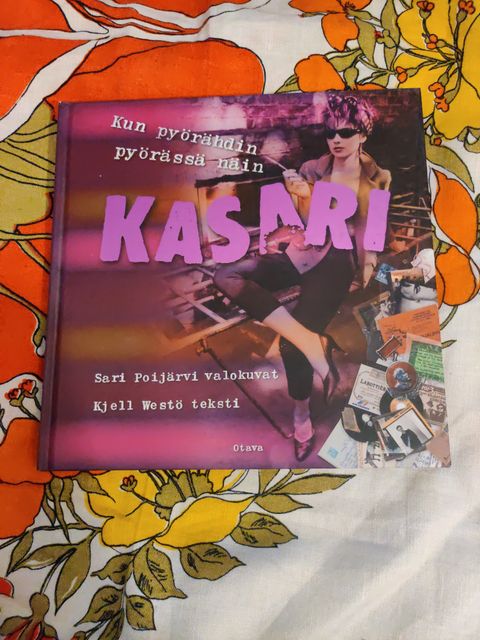 Kun pyörähdin
pyörässä näin
KASARI
Sari Poijärvi valokuvat
Kjell Westö teksti
Otava